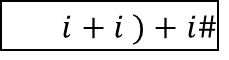 i + i ) + i#